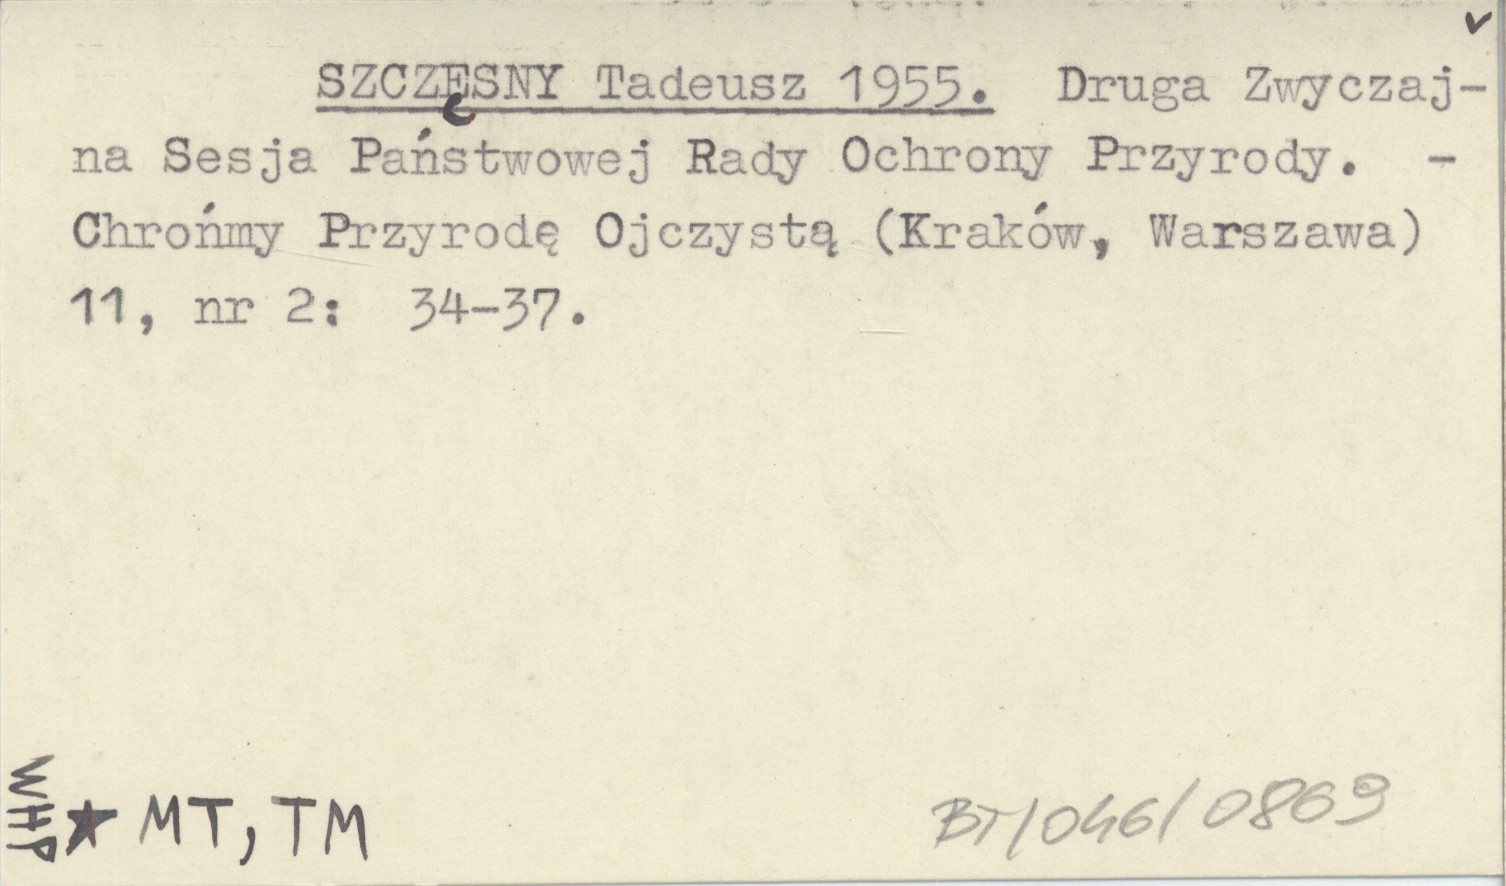 SZCZĘSNY Tadeusz 1955. Druga Zwyczaj-
na Sesja Państwowej Rady Ochrony Przyrody. -
Chrońmy Przyrodę Ojczystą (Kraków, Warszawa)
11, nr 2: 34-37.
WHP
★ MT, TM
BT/046/0869